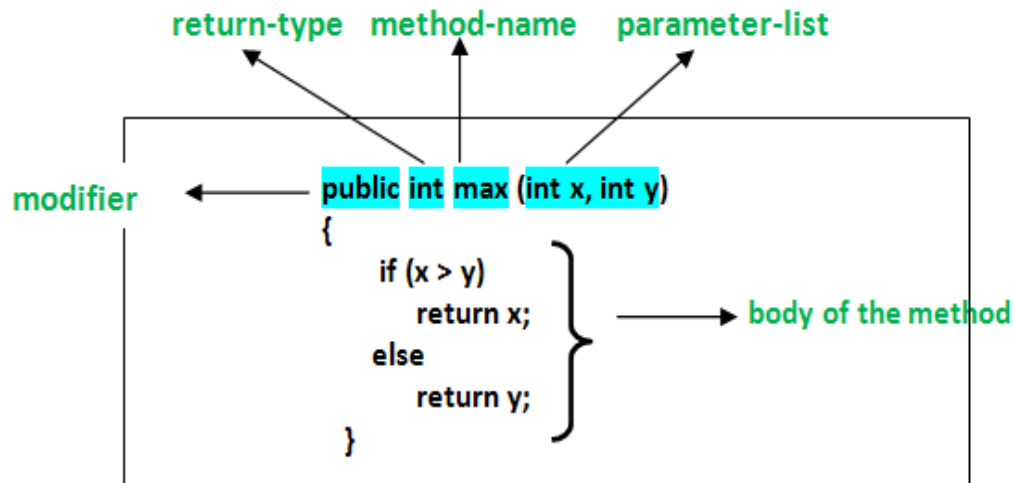 return-type method-name parameter-list
modifier
public int max (int x, int y)
{
if (x > y)
return x;
else
return y;
}
body of the method